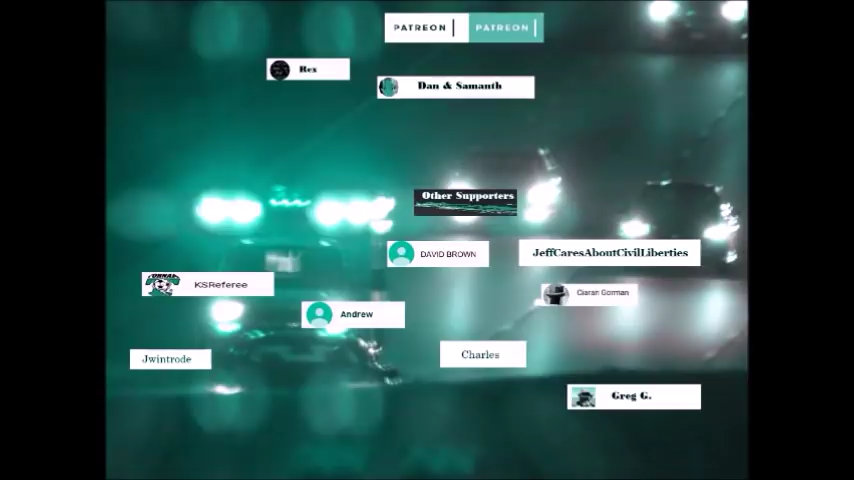 PATREON PATREON
Rex
Dan & Samanth
Other Supporters
DAVID BROWN
JeffCaresAboutCivilLiberties
KSReferee
Ciaran Gorman
Andrew
Jwintrode
Charles
Greg G.